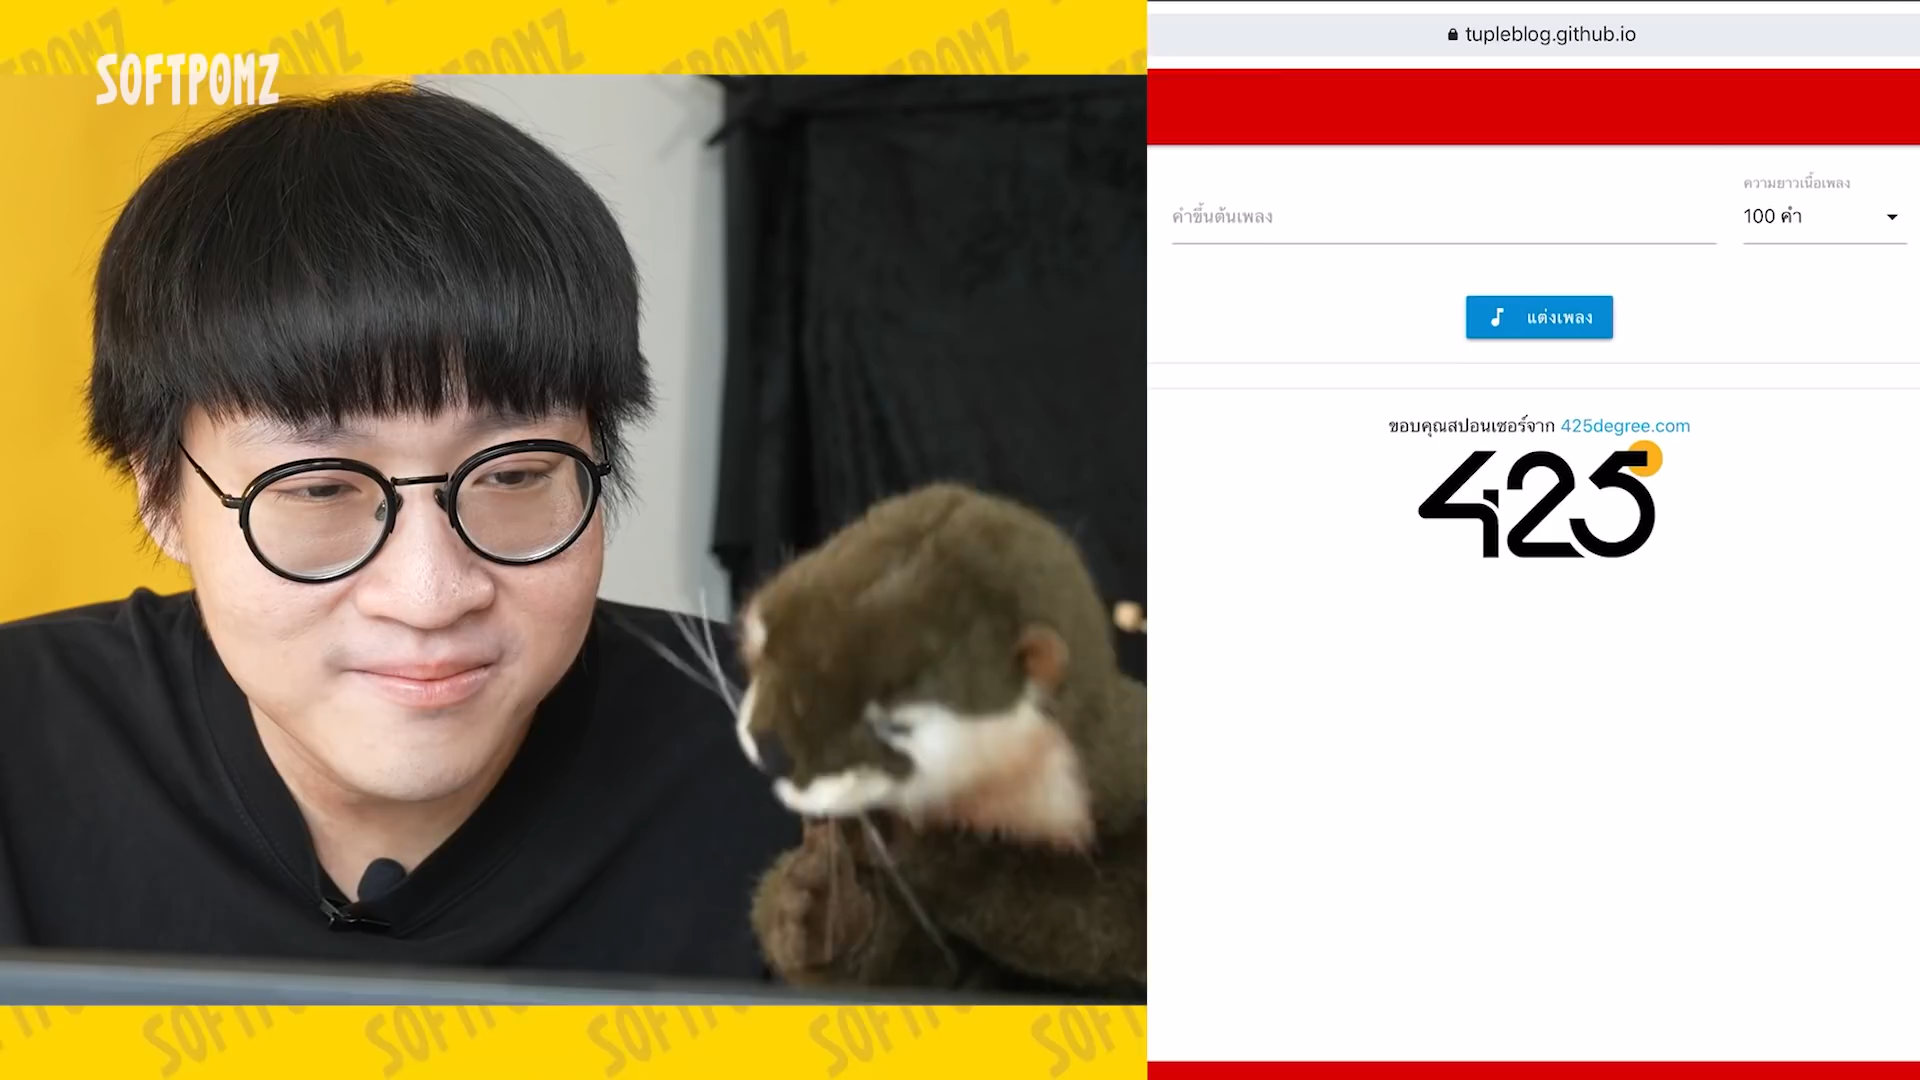 SOFTPOMZ
tupleblog.github.io
คำขึ้นต้นเพลง
ความยาวเนื้อเพลง
100 คำ
แต่งเพลง
ขอบคุณสปอนเซอร์จาก 425degree.com
425